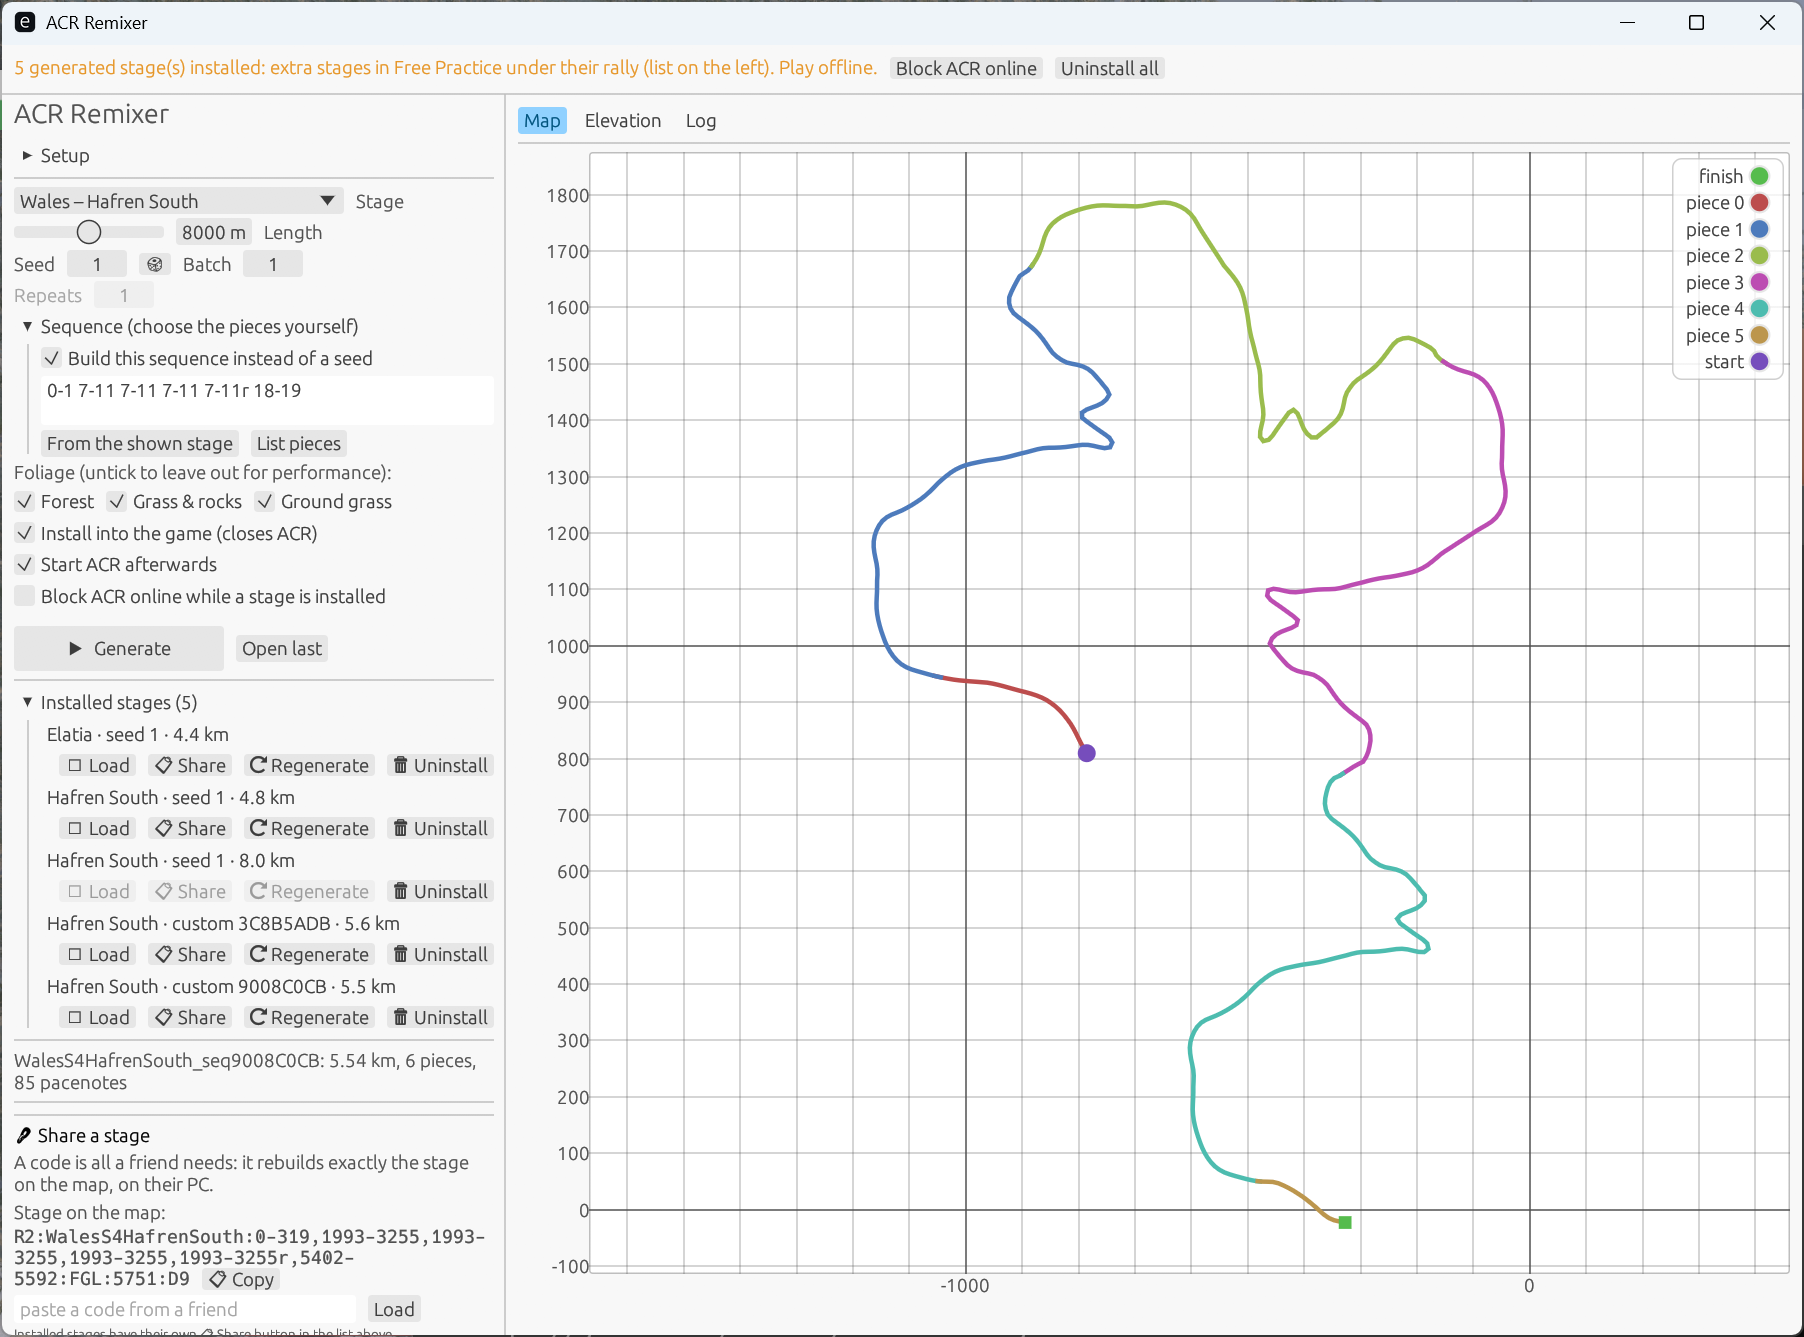 ACR Remixer
5 generated stage(s) installed: extra stages in Free Practice under their rally (list on the left). Play offline. Block ACR online Uninstall all
ACR Remixer
Setup
Wales – Hafren South Stage
8000 m Length
Seed 1 Batch 1
Repeats 1
Sequence (choose the pieces yourself)
Build this sequence instead of a seed
0-1 7-11 7-11 7-11 7-11r 18-19
From the shown stage List pieces
Foliage (untick to leave out for performance):
Forest Grass & rocks Ground grass
Install into the game (closes ACR)
Start ACR afterwards
Block ACR online while a stage is installed
Generate Open last
Installed stages (5)
Elatia · seed 1 · 4.4 km
Load Share Regenerate Uninstall
Hafren South · seed 1 · 4.8 km
Load Share Regenerate Uninstall
Hafren South · seed 1 · 8.0 km
Load Share Regenerate Uninstall
Hafren South · custom 3C8B5ADB · 5.6 km
Load Share Regenerate Uninstall
Hafren South · custom 9008C0CB · 5.5 km
Load Share Regenerate Uninstall
WalesS4HafrenSouth_seq9008C0CB: 5.54 km, 6 pieces,
85 pacenotes
Share a stage
A code is all a friend needs: it rebuilds exactly the stage
on the map, on their PC.
Stage on the map:
R2:WalesS4HafrenSouth:0-319,1993-3255,1993-
3255,1993-3255,1993-3255r,5402-
5592:FGL:5751:D9 Copy
paste a code from a friend Load
Installed stages have their own Share button in the list above.
Map Elevation Log
1800
1700
1600
1500
1400
1300
1200
1100
1000
900
800
700
600
500
400
300
200
100
0
-100
-1000 0
finish
piece 0
piece 1
piece 2
piece 3
piece 4
piece 5
start